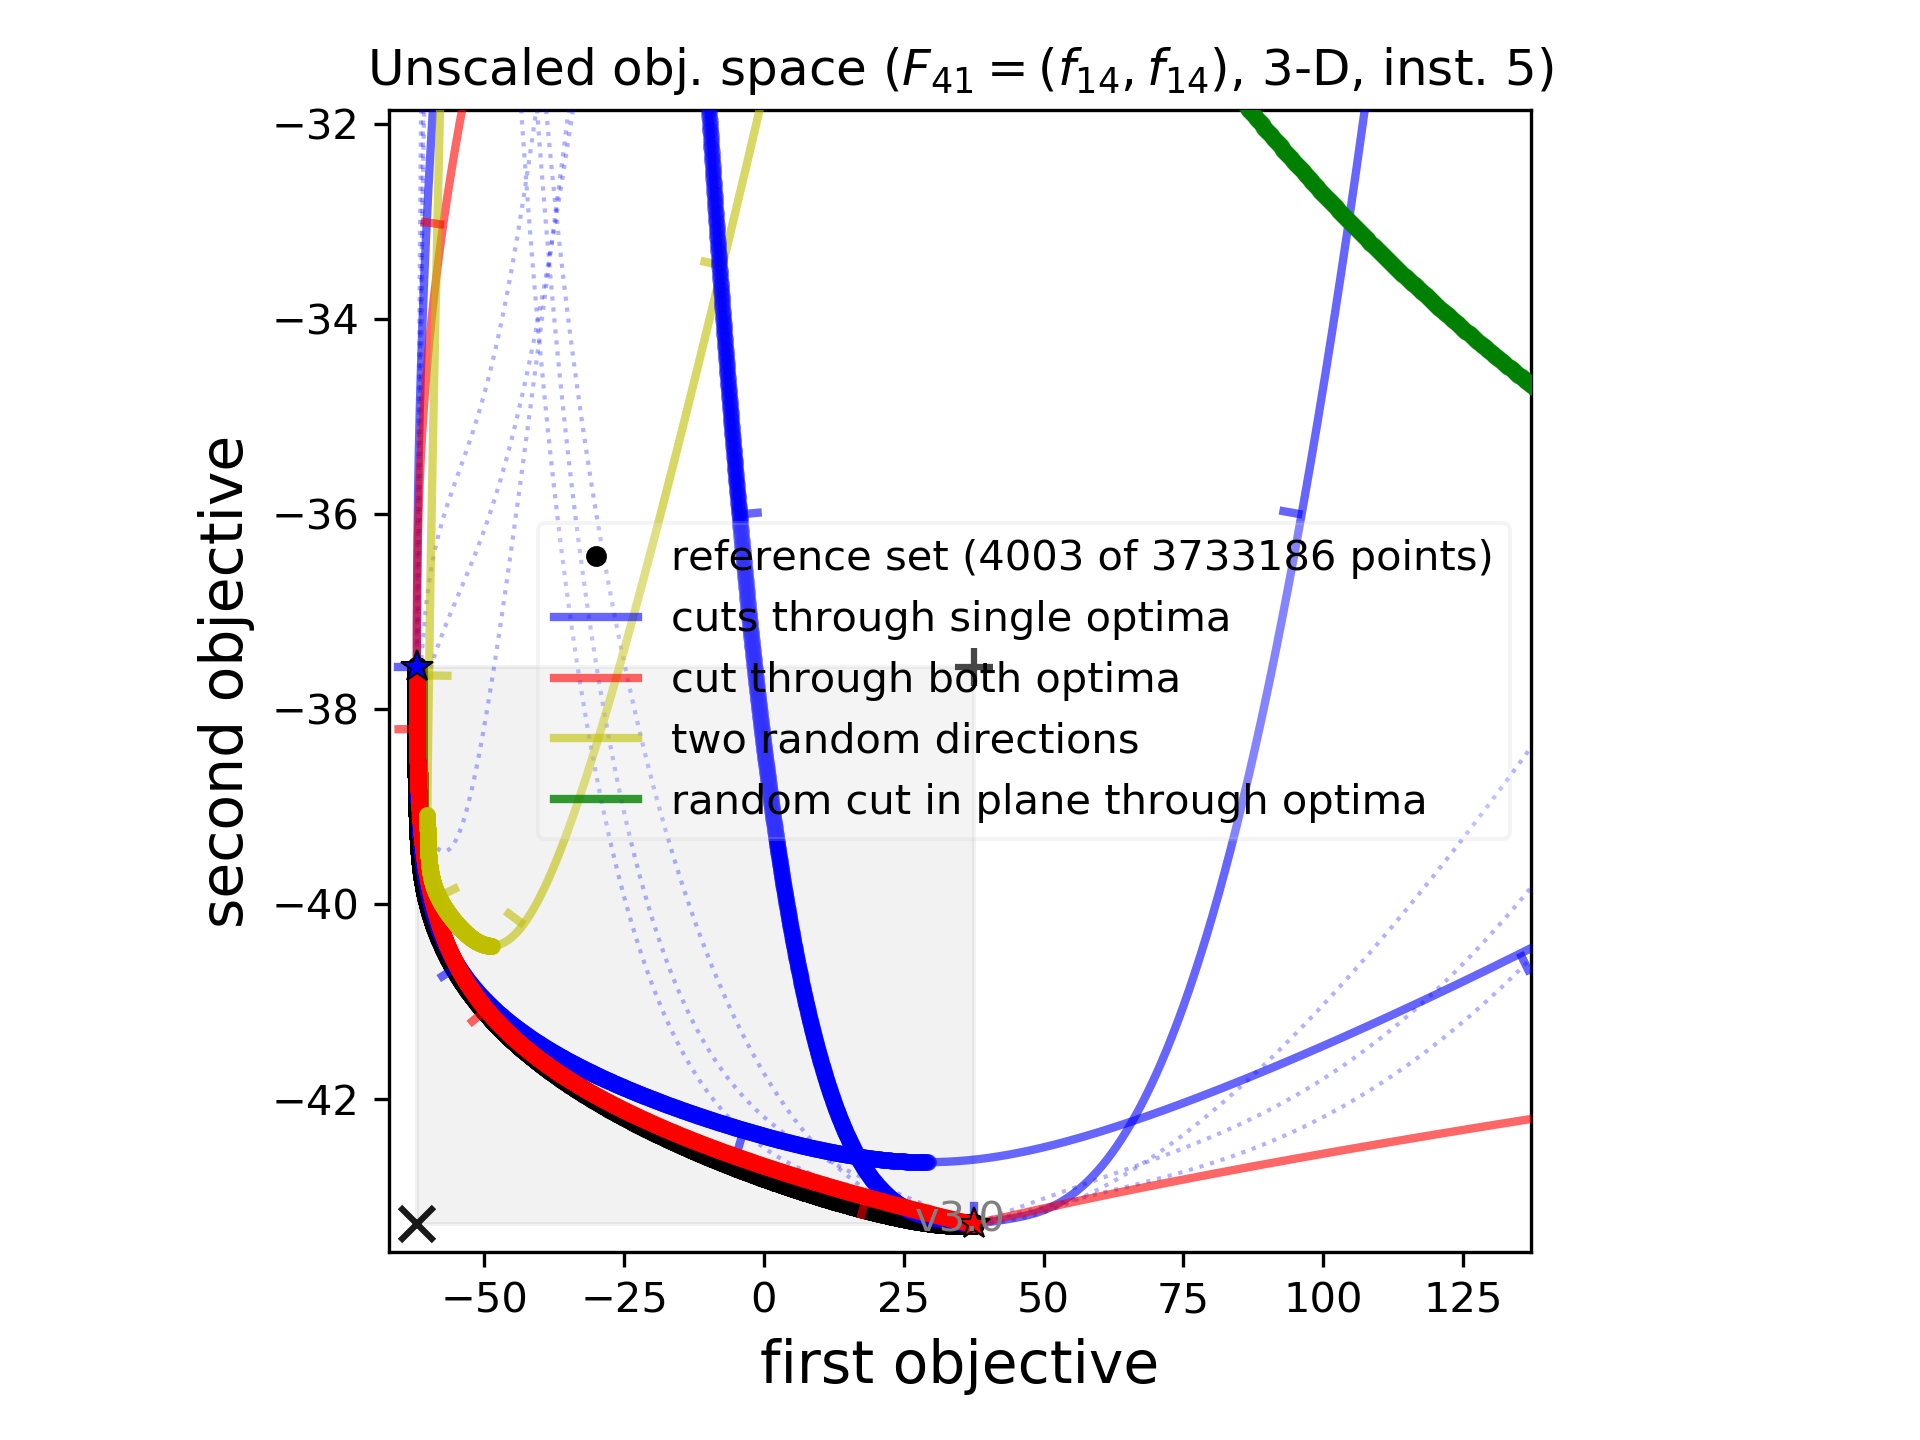 Unscaled obj. space (F₄₁ = (f₁₄, f₁₄), 3-D, inst. 5)
−32
−34
−36
−38
−40
−42
second objective
reference set (4003 of 3733186 points)
cuts through single optima
cut through both optima
two random directions
random cut in plane through optima
v3.0
−50 −25 0 25 50 75 100 125
first objective